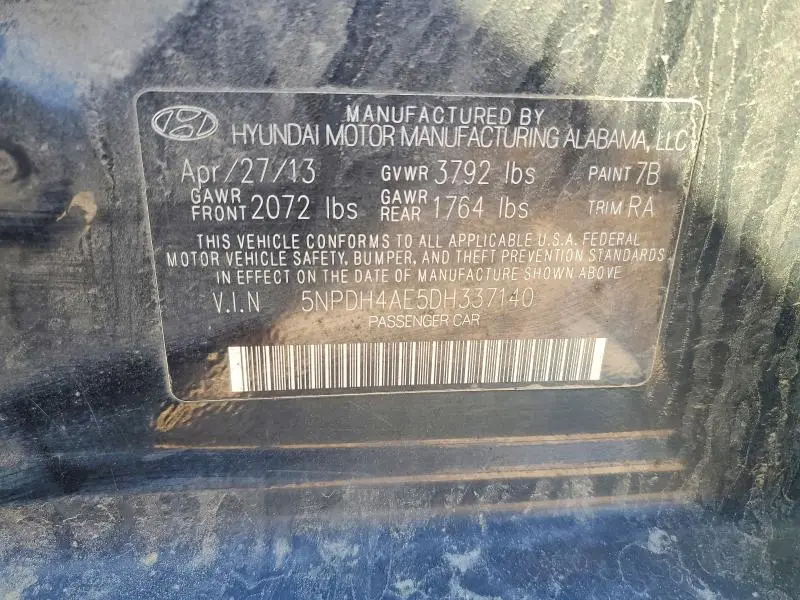 MANUFACTURED BY
HYUNDAI MOTOR MANUFACTURING ALABAMA, LLC
Apr/27/13 GVWR 3792 lbs PAINT 7B
GAWR FRONT 2072 lbs GAWR REAR 1764 lbs TRIM RA
THIS VEHICLE CONFORMS TO ALL APPLICABLE U.S.A. FEDERAL
MOTOR VEHICLE SAFETY, BUMPER, AND THEFT PREVENTION STANDARDS
IN EFFECT ON THE DATE OF MANUFACTURE SHOWN ABOVE
V.I.N 5NPDH4AE5DH337140
PASSENGER CAR